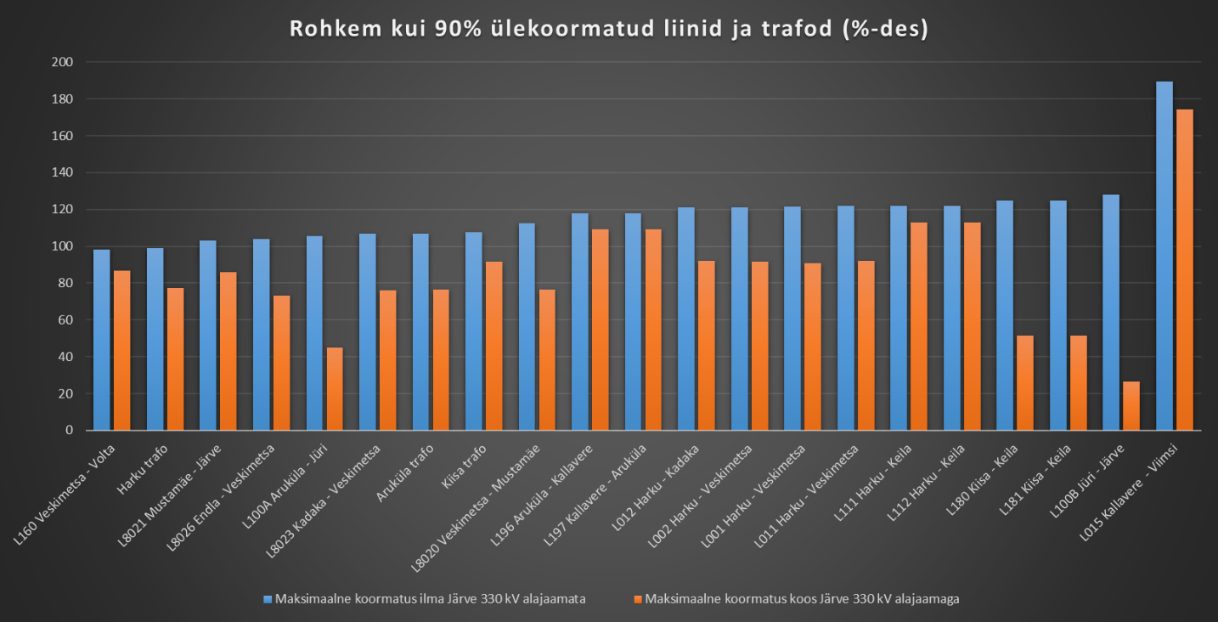 Rohkem kui 90% ülekoormatud liinid ja trafod (%-des)
200
180
160
140
120
100
80
60
40
20
0
L160 Veskimetsa - Volta
Harku trafo
L8021 Mustamäe - Järve
L8026 Endla - Veskimetsa
L100A Aruküla - Jüri
L8023 Kadaka - Veskimetsa
Aruküla trafo
Kiisa trafo
L8020 Veskimetsa - Mustamäe
L196 Aruküla - Kallavere
L197 Kallavere - Aruküla
L012 Harku - Kadaka
L002 Harku - Veskimetsa
L001 Harku - Veskimetsa
L011 Harku - Veskimetsa
L111 Harku - Keila
L112 Harku - Keila
L180 Kiisa - Keila
L181 Kiisa - Keila
L100B Jüri - Järve
L015 Kallavere - Viimsi
Maksimaalne koormatus ilma Järve 330 kV alajaamata
Maksimaalne koormatus koos Järve 330 kV alajaamaga